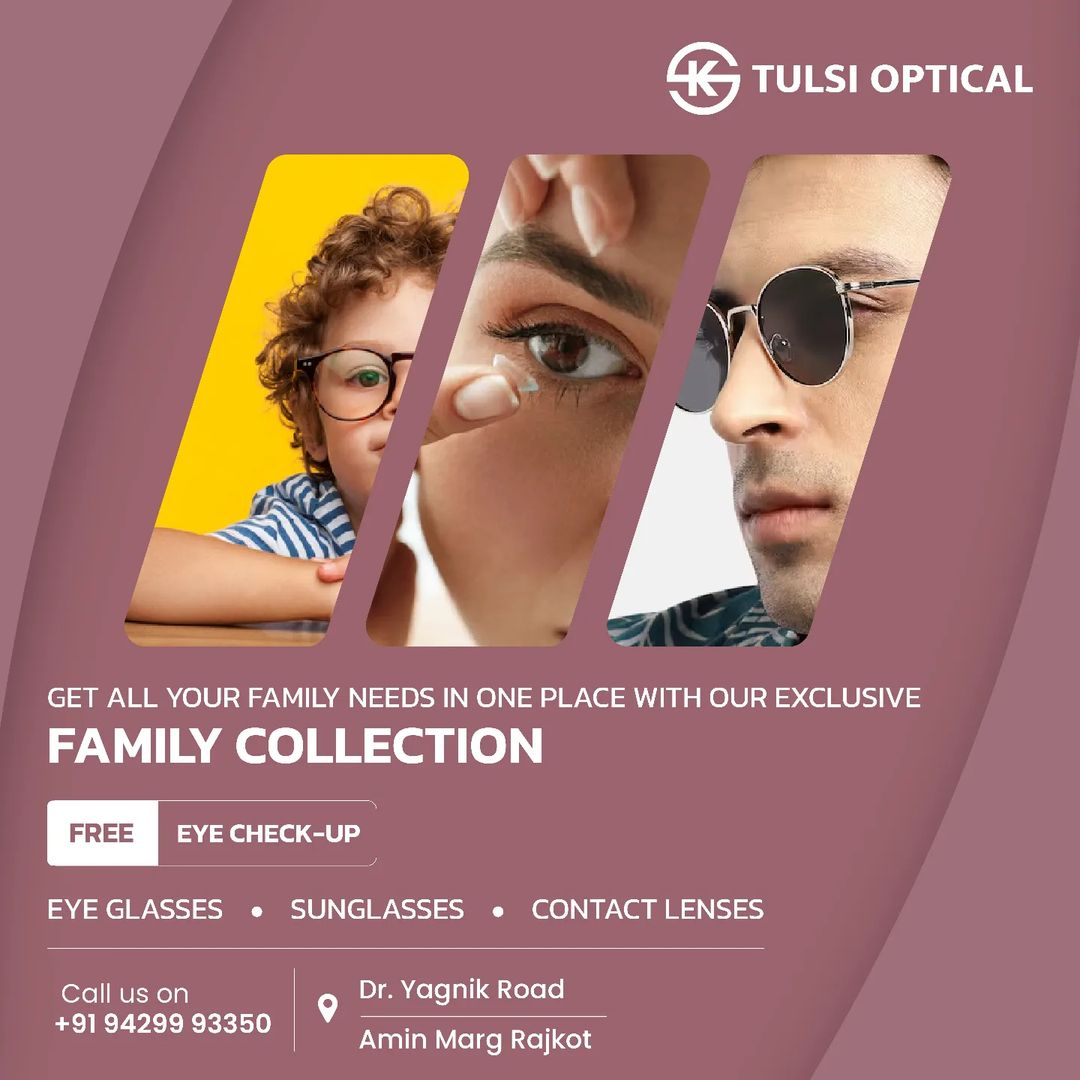 TULSI OPTICAL
GET ALL YOUR FAMILY NEEDS IN ONE PLACE WITH OUR EXCLUSIVE
FAMILY COLLECTION
FREE EYE CHECK-UP
EYE GLASSES • SUNGLASSES • CONTACT LENSES
Call us on
+91 94299 93350
Dr. Yagnik Road
Amin Marg Rajkot